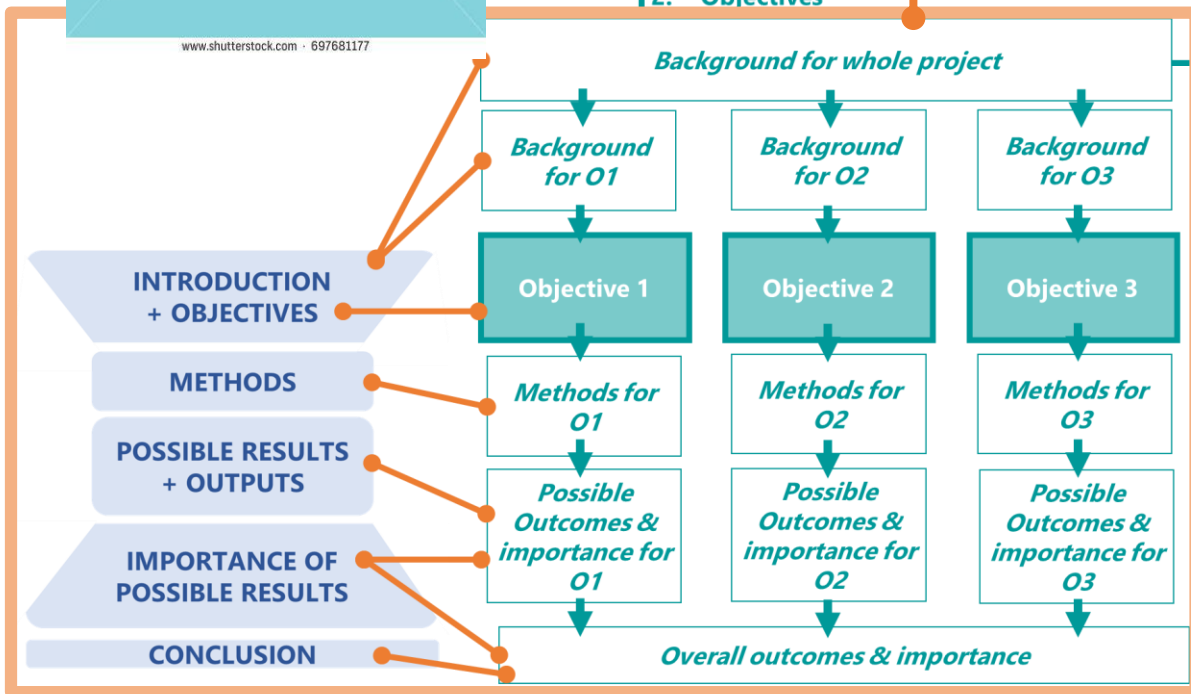 2. Objectives
www.shutterstock.com · 697681177
Background for whole project
Background
for O1
Background
for O2
Background
for O3
INTRODUCTION
+ OBJECTIVES
Objective 1
Objective 2
Objective 3
METHODS
Methods for
O1
Methods for
O2
Methods for
O3
POSSIBLE RESULTS
+ OUTPUTS
Possible
Outcomes &
importance for
O1
Possible
Outcomes &
importance for
O2
Possible
Outcomes &
importance for
O3
IMPORTANCE OF
POSSIBLE RESULTS
CONCLUSION
Overall outcomes & importance